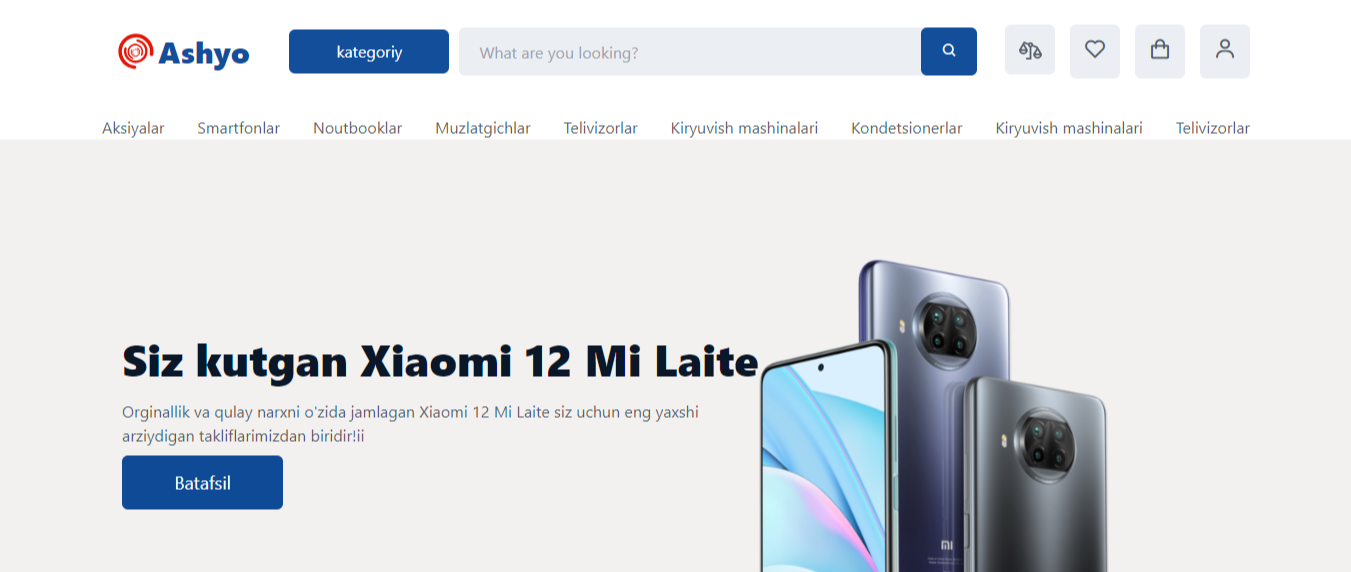 Ashyo
kategoriy
What are you looking?
Aksiyalar Smartfonlar Noutbooklar Muzlatgichlar Telivizorlar Kiryuvish mashinalari Kondetsionerlar Kiryuvish mashinalari Telivizorlar
Siz kutgan Xiaomi 12 Mi Laite
Orginallik va qulay narxni o'zida jamlagan Xiaomi 12 Mi Laite siz uchun eng yaxshi
arziydigan takliflarimizdan biridir!ii
Batafsil
MI